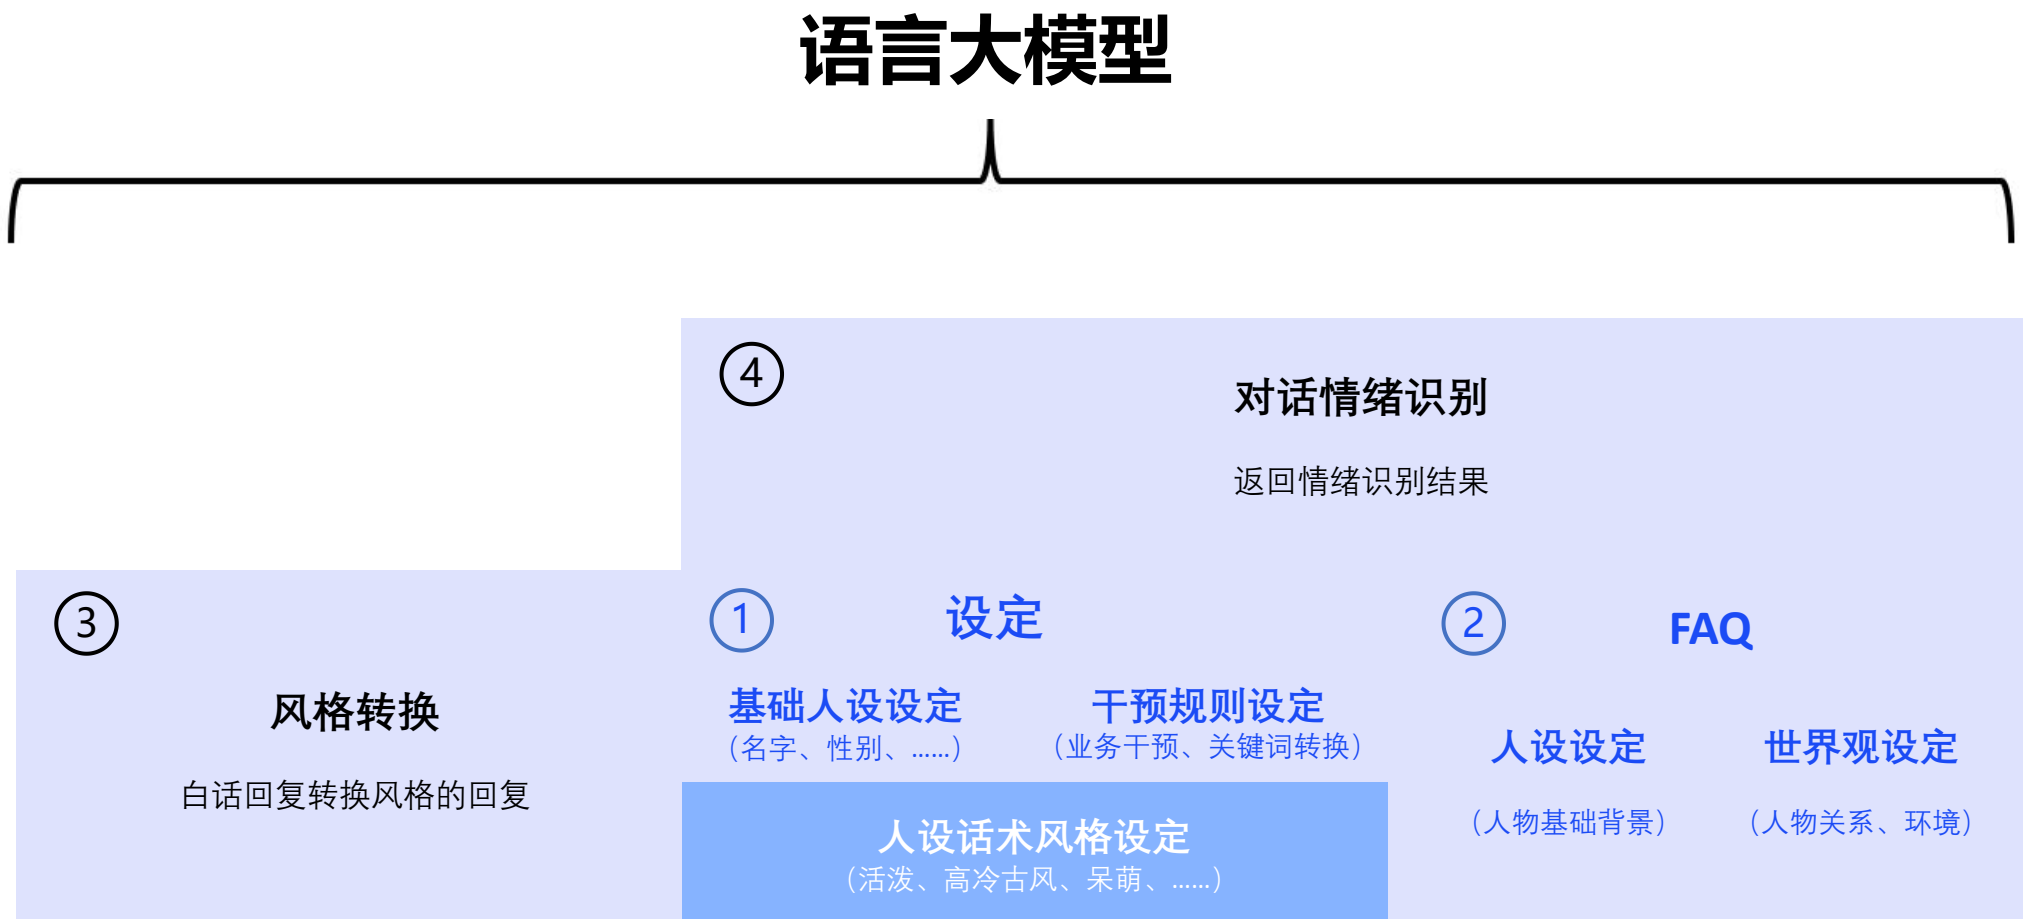 语言大模型
④
对话情绪识别
返回情绪识别结果
③
风格转换
白话回复转换风格的回复
①
设定
基础人设设定
（名字、性别、......）
干预规则设定
（业务干预、关键词转换）
人设话术风格设定
（活泼、高冷古风、呆萌、......）
②
FAQ
人设设定
（人物基础背景）
世界观设定
（人物关系、环境）